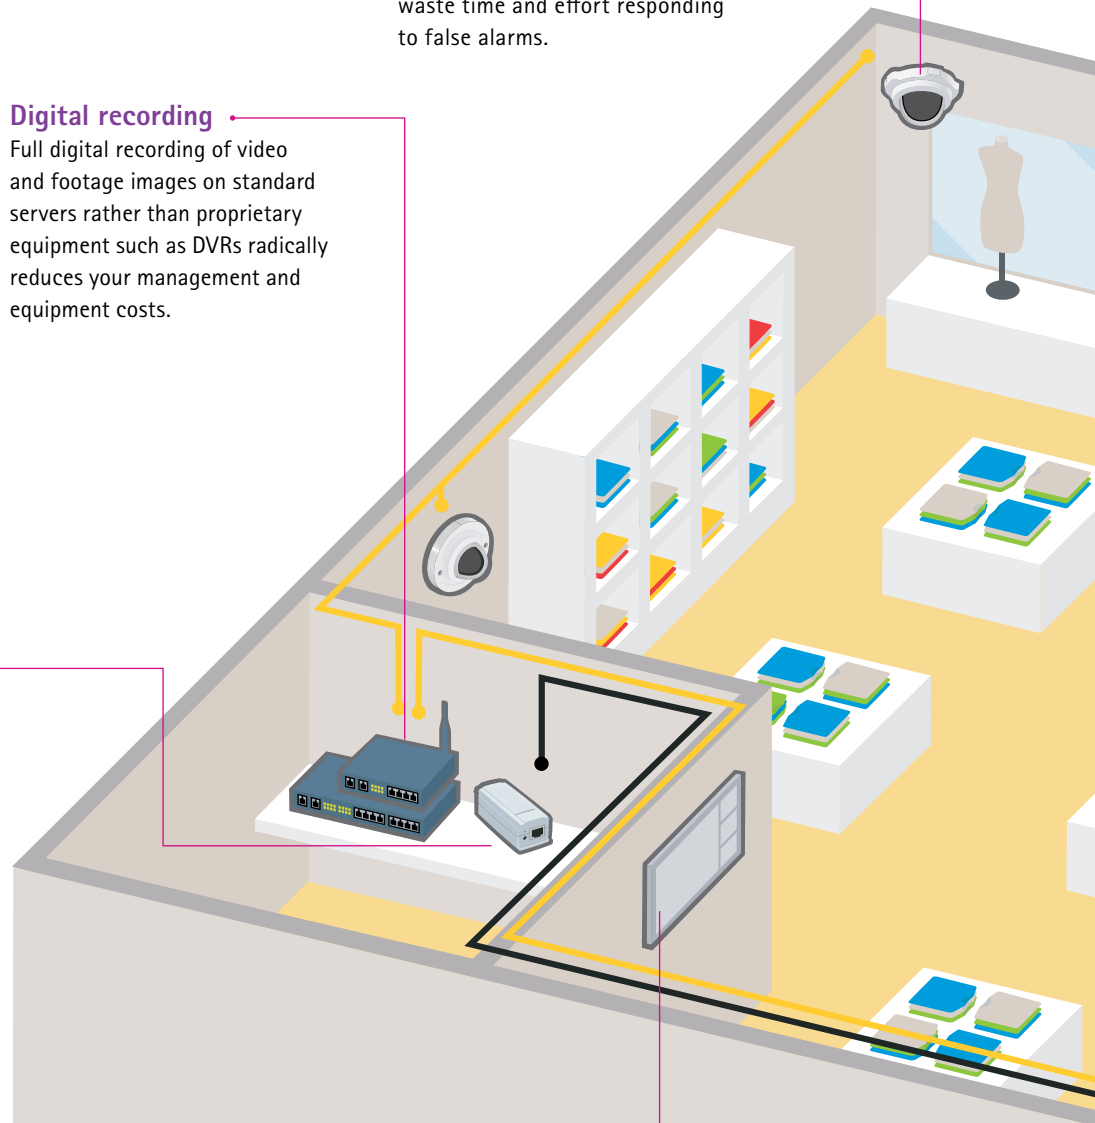 waste time and effort responding
to false alarms.
Digital recording
Full digital recording of video
and footage images on standard
servers rather than proprietary
equipment such as DVRs radically
reduces your management and
equipment costs.